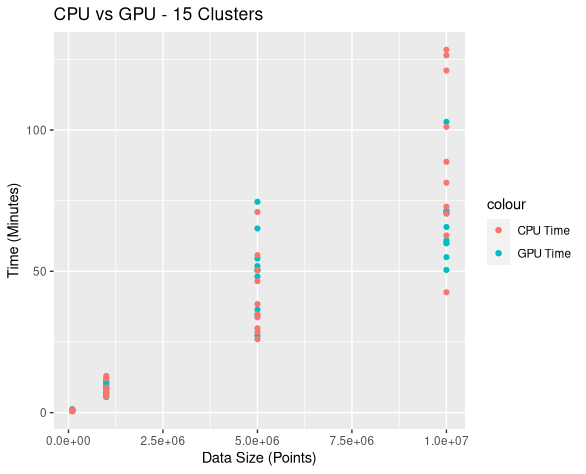 CPU vs GPU - 15 Clusters
Time (Minutes)
100
50
0
0.0e+00 2.5e+06 5.0e+06 7.5e+06 1.0e+07
Data Size (Points)
colour
CPU Time
GPU Time